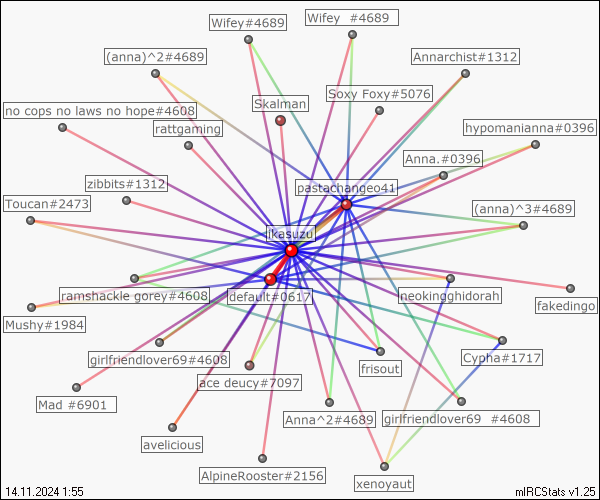 Wifey#4689
Wifey  #4689
(anna)^2#4689
Annarchist#1312
Soxy Foxy#5076
Skalman
no cops no laws no hope#4608
rattgaming
hypomanianna#0396
Anna.#0396
pastachangeo41
zibbits#1312
Toucan#2473
(anna)^3#4689
ikasuzu
ramshackle gorey#4608
default#0617
neokingghidorah
fakedingo
Mushy#1984
girlfriendlover69#4608
Cypha#1717
frisout
ace deucy#7097
Mad #6901
Anna^2#4689
girlfriendlover69  #4608
avelicious
AlpineRooster#2156
xenoyaut
14.11.2024 1:55
mIRCStats v1.25